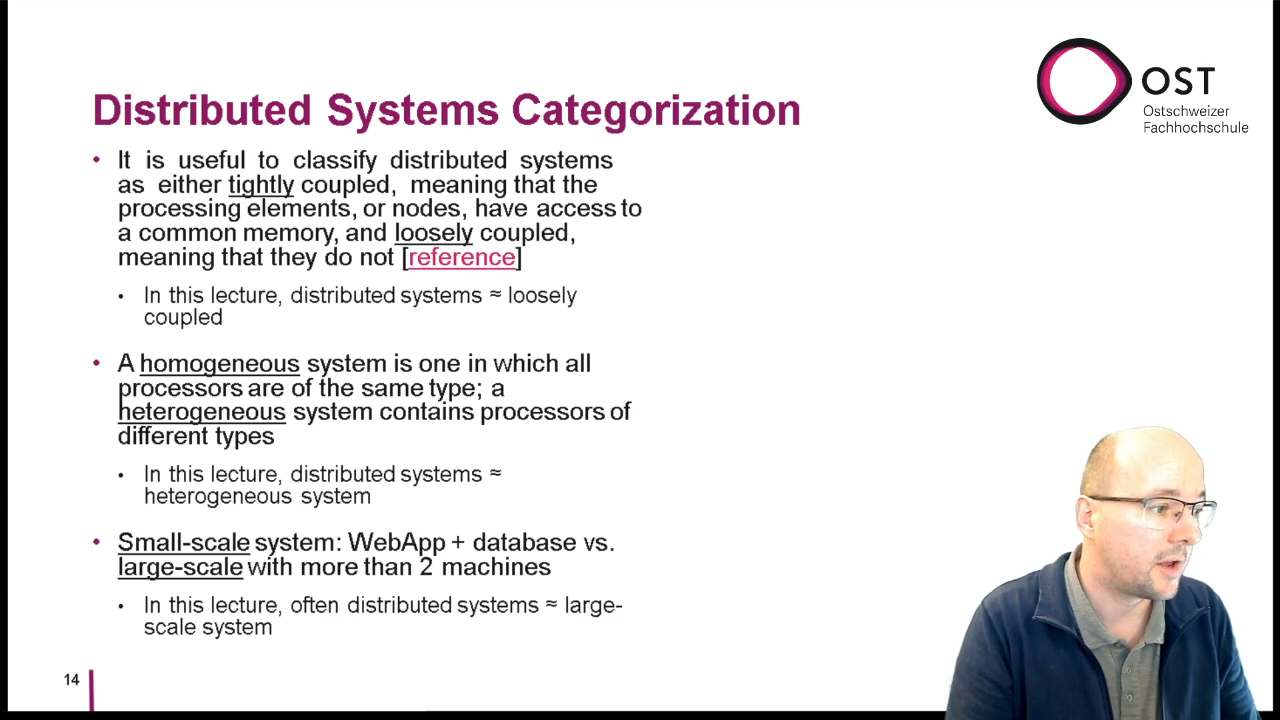 OST
Ostschweizer
Fachhochschule
Distributed Systems Categorization
• It is useful to classify distributed systems
as either tightly coupled, meaning that the
processing elements, or nodes, have access to
a common memory, and loosely coupled,
meaning that they do not [reference]
• In this lecture, distributed systems ≈ loosely
coupled
• A homogeneous system is one in which all
processors are of the same type; a
heterogeneous system contains processors of
different types
• In this lecture, distributed systems ≈
heterogeneous system
• Small-scale system: WebApp + database vs.
large-scale with more than 2 machines
• In this lecture, often distributed systems ≈ large-
scale system
14